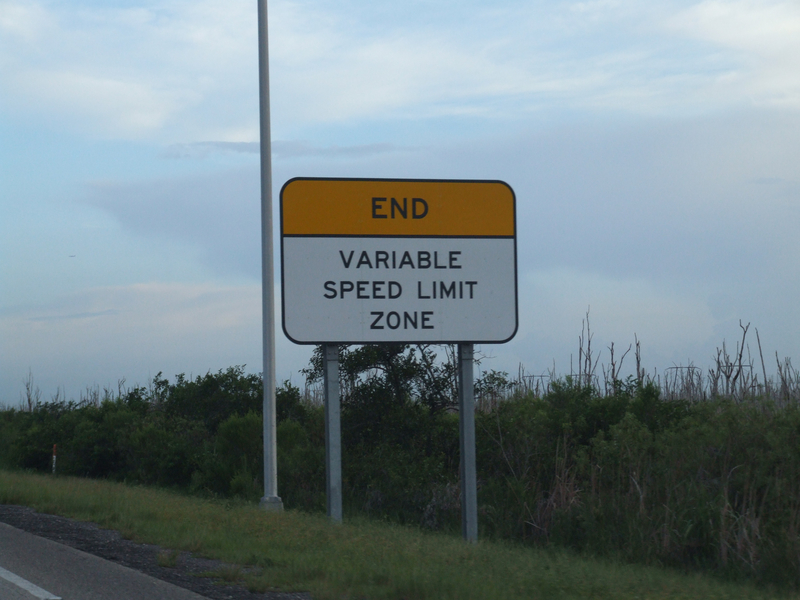 END
VARIABLE
SPEED LIMIT
ZONE